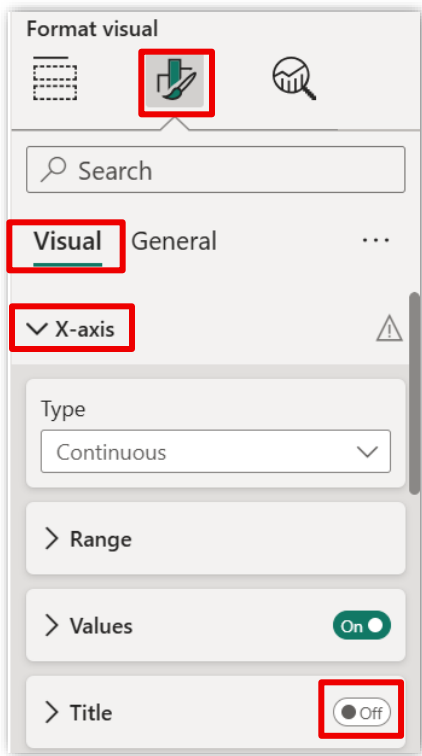 Format visual
Search
Visual General ...
X-axis
Type
Continuous
Range
Values On
Title Off